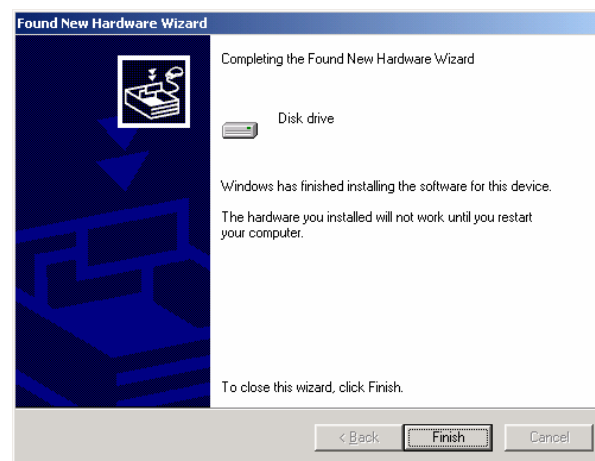 Found New Hardware Wizard
Completing the Found New Hardware Wizard
Disk drive
Windows has finished installing the software for this device.
The hardware you installed will not work until you restart
your computer.
To close this wizard, click Finish.
< Back
Finish
Cancel